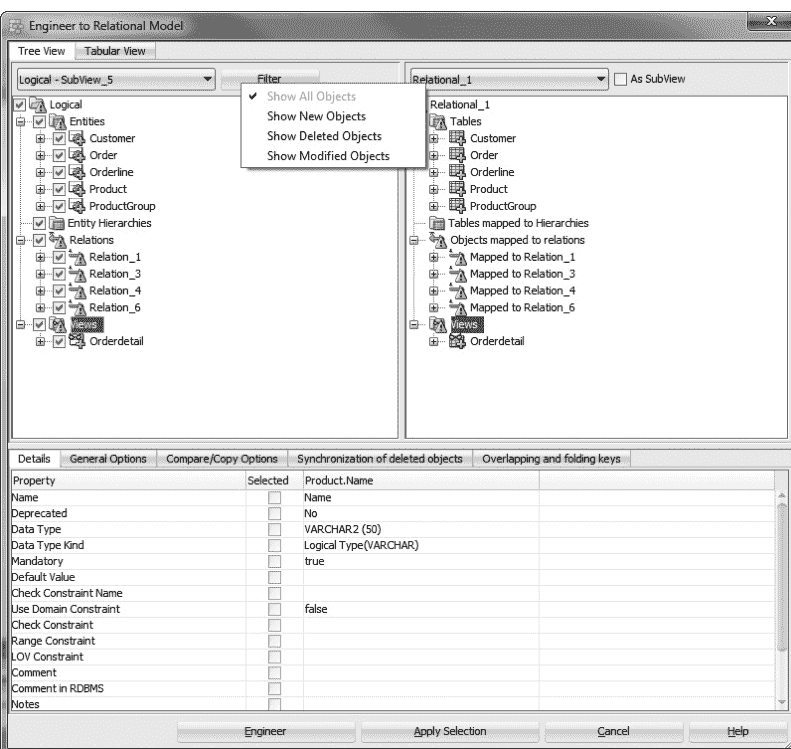 Engineer to Relational Model
Tree View Tabular View
Logical - SubView_5 Filter
Show All Objects
Show New Objects
Show Deleted Objects
Show Modified Objects
Logical
Entities
Customer
Order
Orderline
Product
ProductGroup
Entity Hierarchies
Relations
Relation_1
Relation_3
Relation_4
Relation_6
Views
Orderdetail
Relational_1 As SubView
Relational_1
Tables
Customer
Order
Orderline
Product
ProductGroup
Tables mapped to Hierarchies
Objects mapped to relations
Mapped to Relation_1
Mapped to Relation_3
Mapped to Relation_4
Mapped to Relation_6
Views
Orderdetail
Details General Options Compare/Copy Options Synchronization of deleted objects Overlapping and folding keys
Property Selected Product.Name
Name Name
Deprecated No
Data Type VARCHAR2 (50)
Data Type Kind Logical Type(VARCHAR)
Mandatory true
Default Value
Check Constraint Name
Use Domain Constraint false
Check Constraint
Range Constraint
LOV Constraint
Comment
Comment in RDBMS
Notes
Engineer Apply Selection Cancel Help